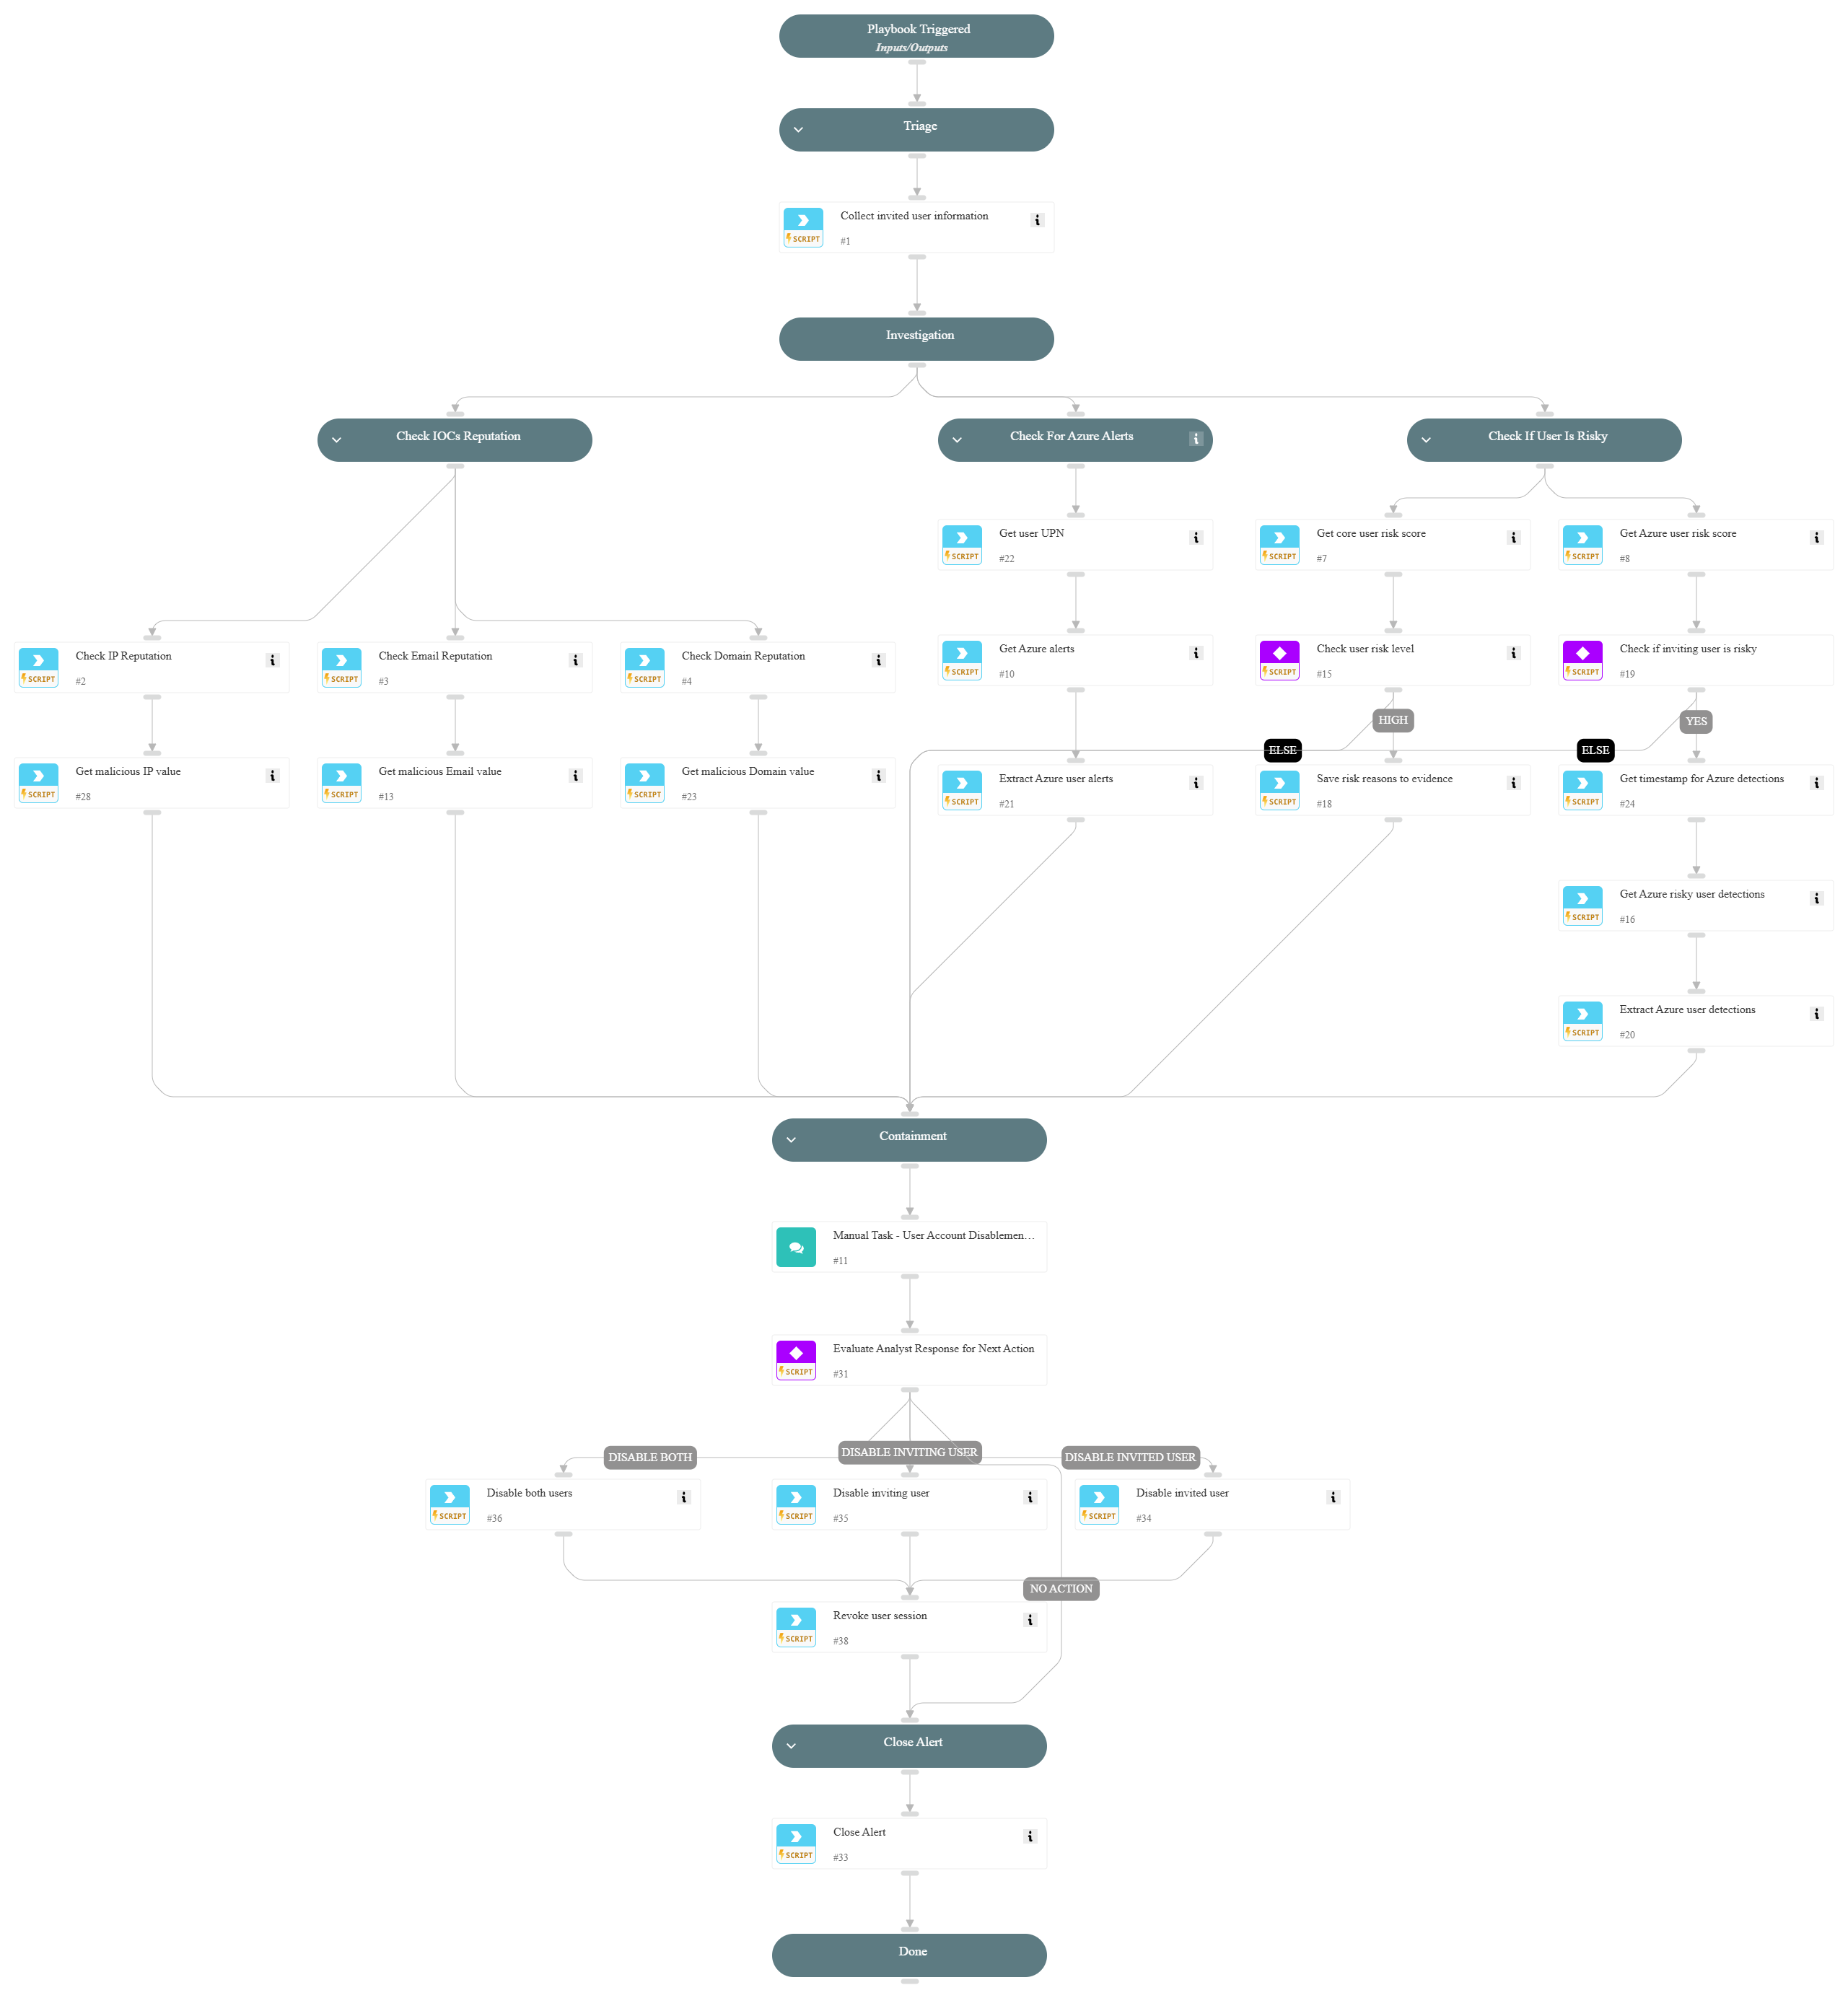 Playbook Triggered
Inputs/Outputs
Triage
Collect invited user information
SCRIPT
#1
Investigation
Check IOCs Reputation
Check For Azure Alerts
Check If User Is Risky
Get user UPN
SCRIPT
#22
Get core user risk score
SCRIPT
#7
Get Azure user risk score
SCRIPT
#8
Check IP Reputation
SCRIPT
#2
Check Email Reputation
SCRIPT
#3
Check Domain Reputation
SCRIPT
#4
Get Azure alerts
SCRIPT
#10
Check user risk level
SCRIPT
#15
Check if inviting user is risky
SCRIPT
#19
HIGH
YES
ELSE
ELSE
Get malicious IP value
SCRIPT
#28
Get malicious Email value
SCRIPT
#13
Get malicious Domain value
SCRIPT
#23
Extract Azure user alerts
SCRIPT
#21
Save risk reasons to evidence
SCRIPT
#18
Get timestamp for Azure detections
SCRIPT
#24
Get Azure risky user detections
SCRIPT
#16
Extract Azure user detections
SCRIPT
#20
Containment
Manual Task - User Account Disablemen…
#11
Evaluate Analyst Response for Next Action
SCRIPT
#31
DISABLE BOTH
DISABLE INVITING USER
DISABLE INVITED USER
Disable both users
SCRIPT
#36
Disable inviting user
SCRIPT
#35
Disable invited user
SCRIPT
#34
NO ACTION
Revoke user session
SCRIPT
#38
Close Alert
Close Alert
SCRIPT
#33
Done